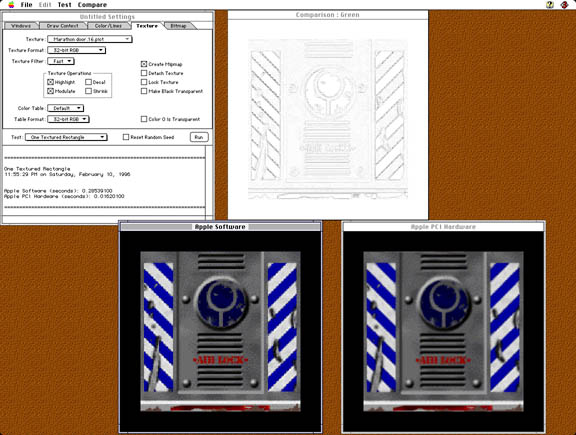 File Edit Test Compare
Untitled Settings
Windows Draw Context Color/Lines Texture Bitmap
Texture: Marathon door.16.plot
Texture Format: 32-bit RGB
Texture Filter: Fast
Texture Operations
Highlight Decal
Modulate Shrink
Create Mipmap
Detach Texture
Lock Texture
Make Black Transparent
Color Table: Default
Table Format: 32-bit RGB
Color 0 Is Transparent
Test: One Textured Rectangle Reset Random Seed Run
One Textured Rectangle
11:55:29 PM on Saturday, February 10, 1996
Apple Software (seconds): 0.28539100
Apple PCI Hardware (seconds): 0.01620100
Comparison : Green
AIR LOCK
Apple Software
AIR LOCK
Apple PCI Hardware
AIR LOCK